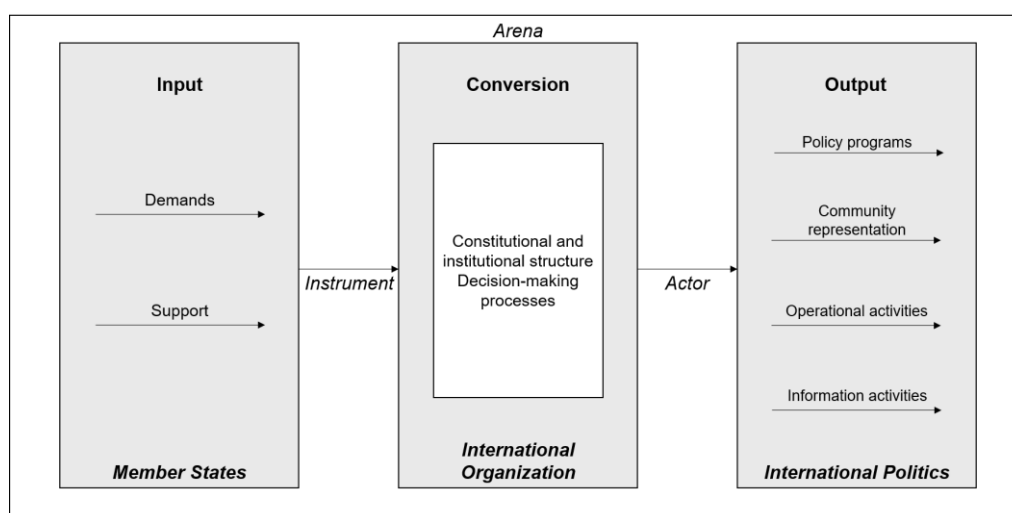 Arena
Input
Demands
Support
Member States
Instrument
Conversion
Constitutional and
institutional structure
Decision-making
processes
International
Organization
Actor
Output
Policy programs
Community
representation
Operational activities
Information activities
International Politics